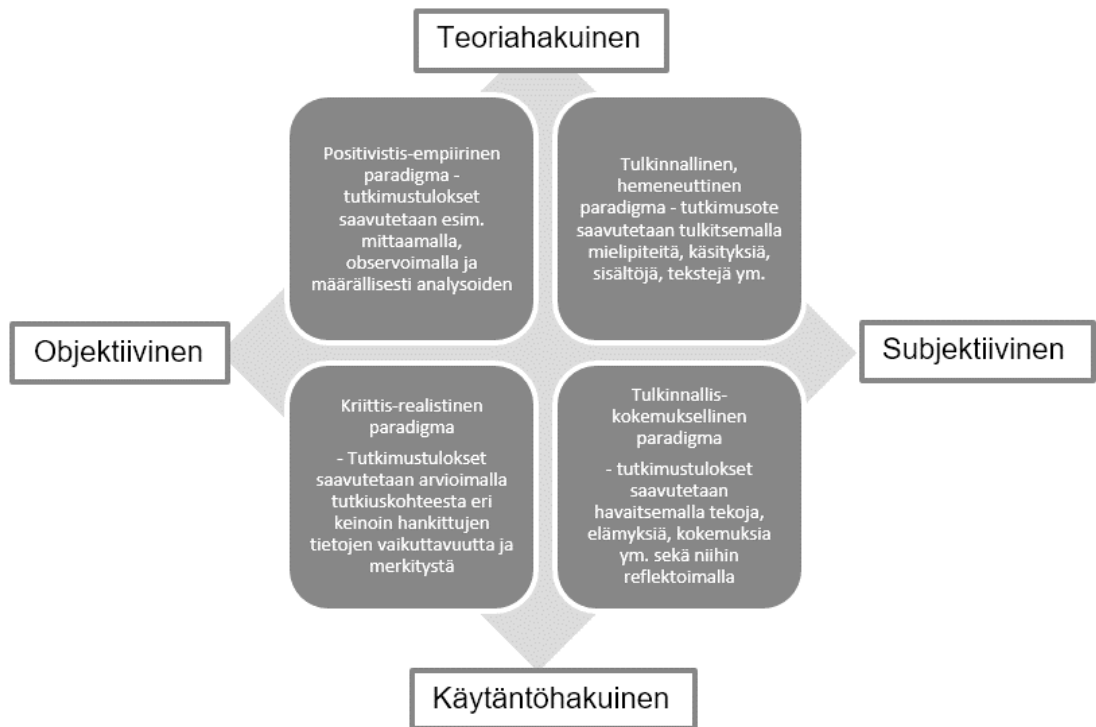 Teoriahakuinen
Positivistis-empiirinen
paradigma -
tutkimustulokset
saavutetaan esim.
mittaamalla,
observoimalla ja
määrällisesti analysoiden
Tulkinnallinen,
hemeneuttinen
paradigma - tutkimusote
saavutetaan tulkitsemalla
mielipiteitä, käsityksiä,
sisältöjä, tekstejä ym.
Objektiivinen
Subjektiivinen
Kriittis-realistinen
paradigma
- Tutkimustulokset
saavutetaan arvioimalla
tutkiuskohteesta eri
keinoin hankittujen
tietojen vaikuttavuutta ja
merkitystä
Tulkinnallis-
kokemuksellinen
paradigma
- tutkimustulokset
saavutetaan
havaitsemalla tekoja,
elämyksiä, kokemuksia
ym. sekä niihin
reflektoimalla
Käytäntöhakuinen